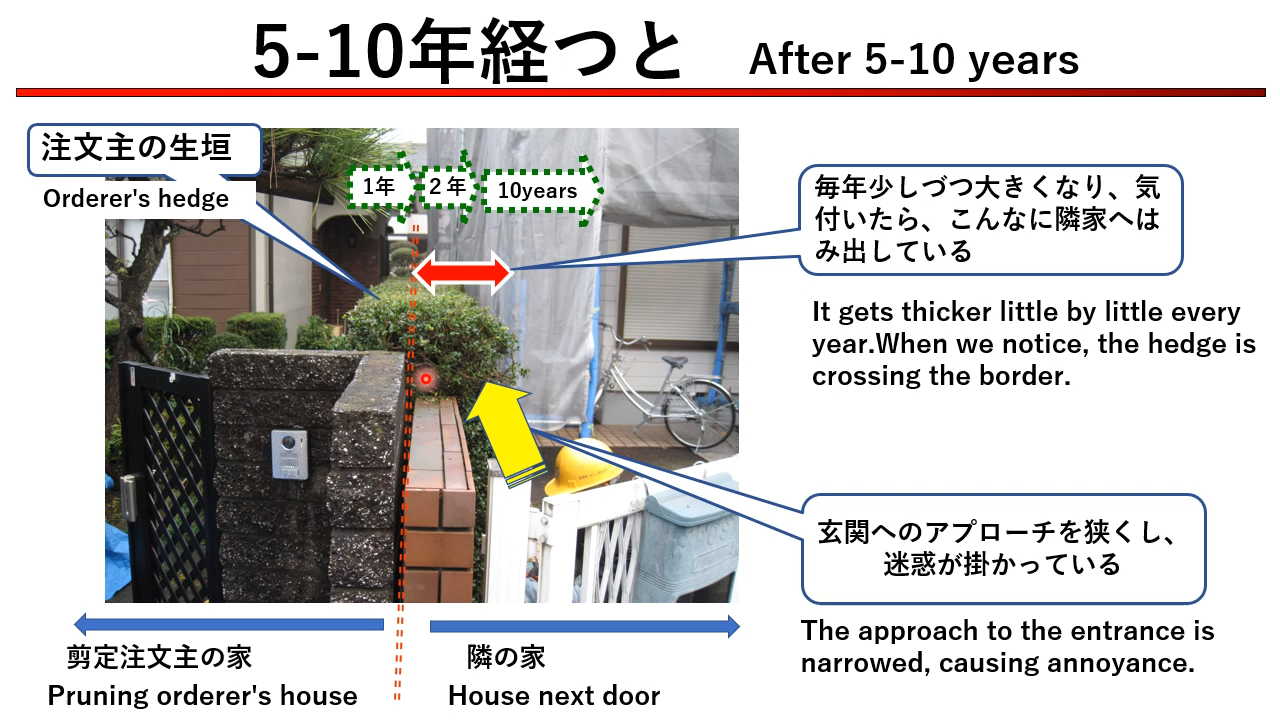 5-10年経つと After 5-10 years
注文主の生垣
Orderer's hedge
1年
2年
10years
毎年少しづつ大きくなり、気
付いたら、こんなに隣家へは
み出している
It gets thicker little by little every
year.When we notice, the hedge is
crossing the border.
玄関へのアプローチを狭くし、
迷惑が掛かっている
The approach to the entrance is
narrowed, causing annoyance.
剪定注文主の家
Pruning orderer's house
隣の家
House next door